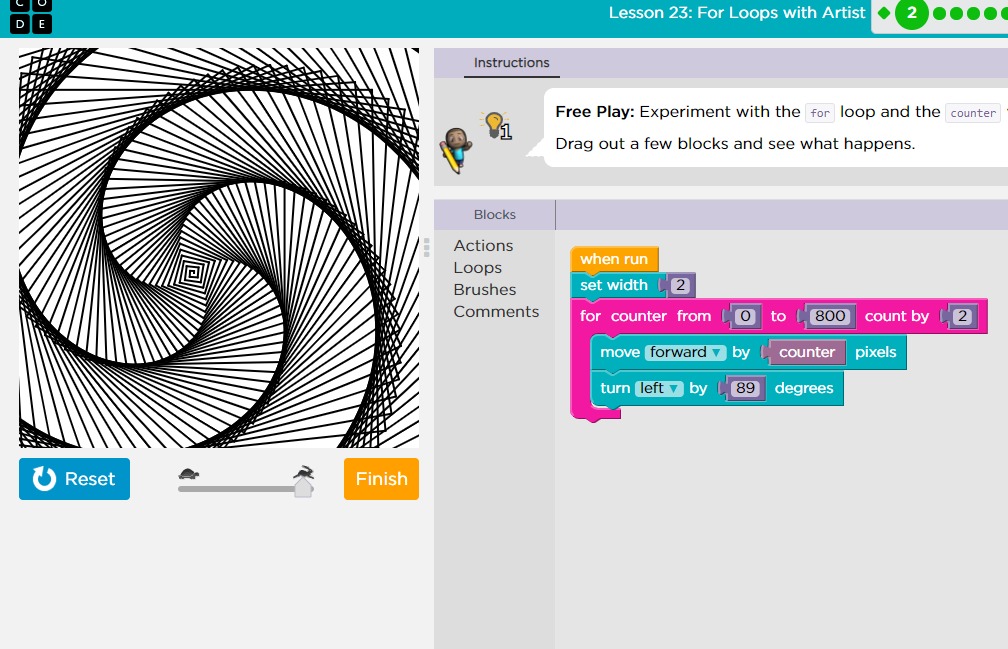 C O
D E
Lesson 23: For Loops with Artist
2
Instructions
1
Free Play: Experiment with the for loop and the counter
Drag out a few blocks and see what happens.
Blocks
Actions
Loops
Brushes
Comments
when run
set width 2
for counter from 0 to 800 count by 2
move forward by counter pixels
turn left by 89 degrees
Reset
Finish